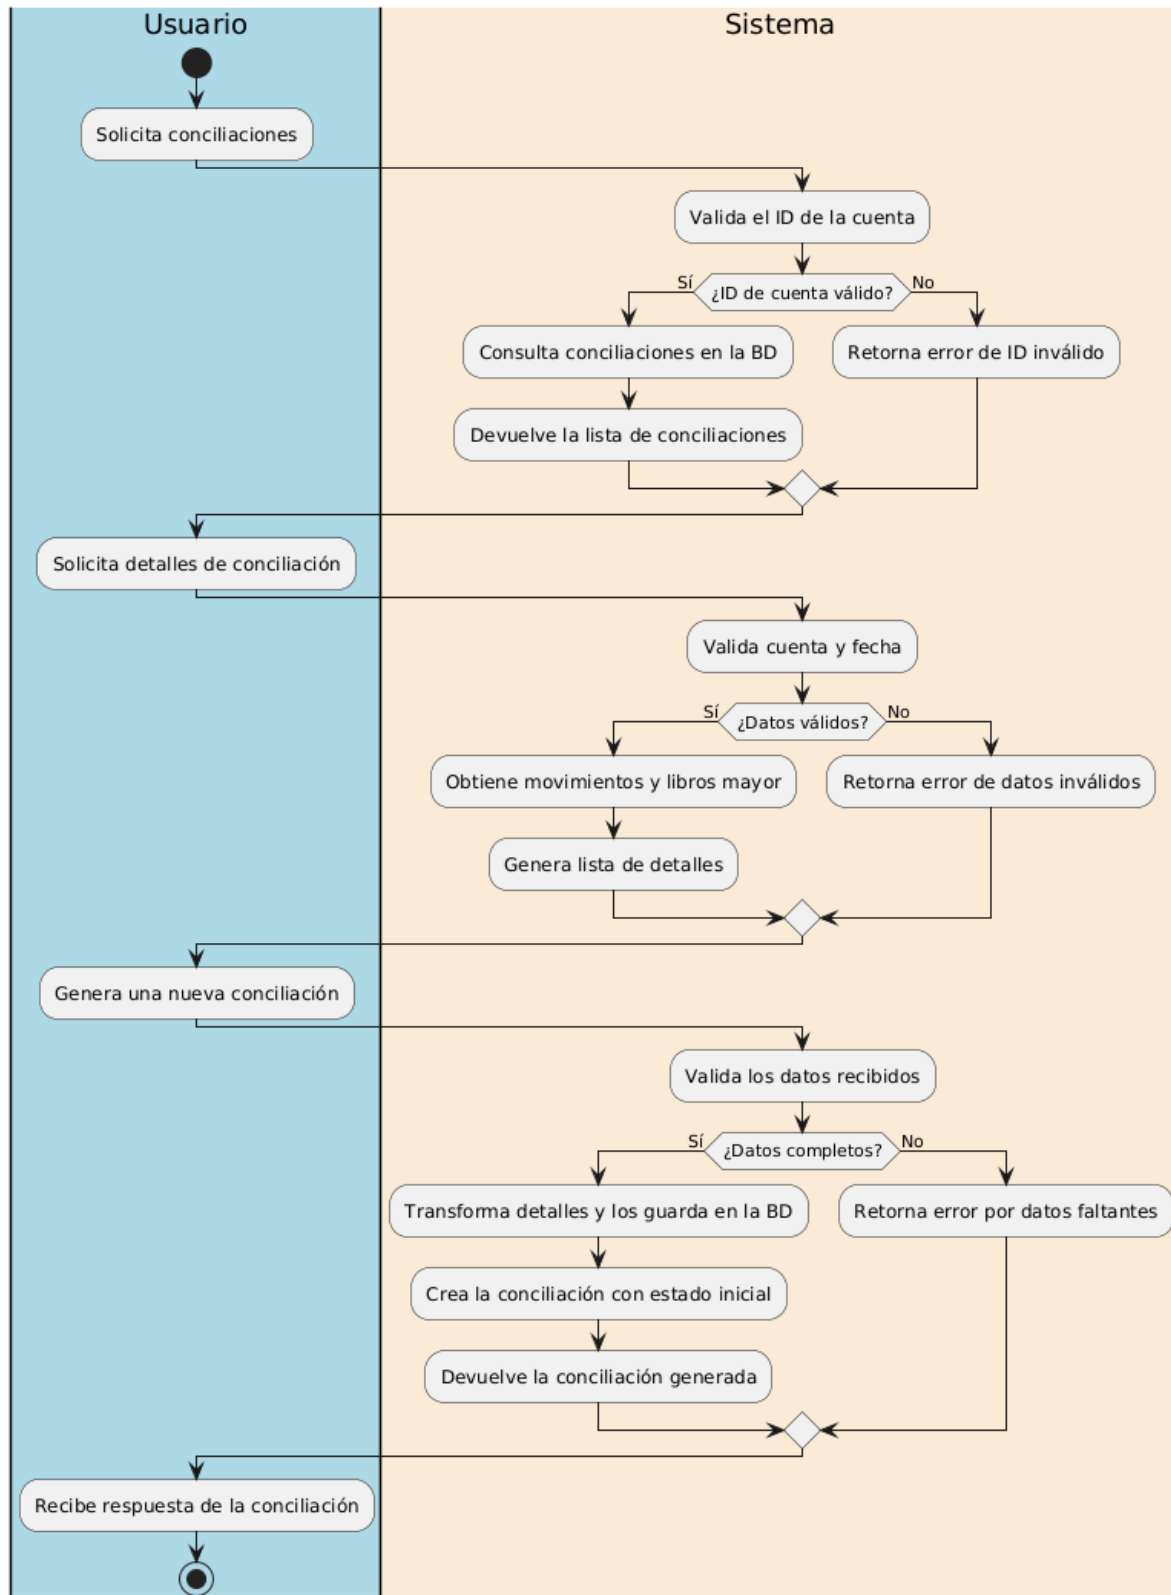 Usuario
Sistema
Solicita conciliaciones
Valida el ID de la cuenta
Sí
¿ID de cuenta válido?
No
Consulta conciliaciones en la BD
Retorna error de ID inválido
Devuelve la lista de conciliaciones
Solicita detalles de conciliación
Valida cuenta y fecha
Sí
¿Datos válidos?
No
Obtiene movimientos y libros mayor
Retorna error de datos inválidos
Genera lista de detalles
Genera una nueva conciliación
Valida los datos recibidos
Sí
¿Datos completos?
No
Transforma detalles y los guarda en la BD
Retorna error por datos faltantes
Crea la conciliación con estado inicial
Devuelve la conciliación generada
Recibe respuesta de la conciliación